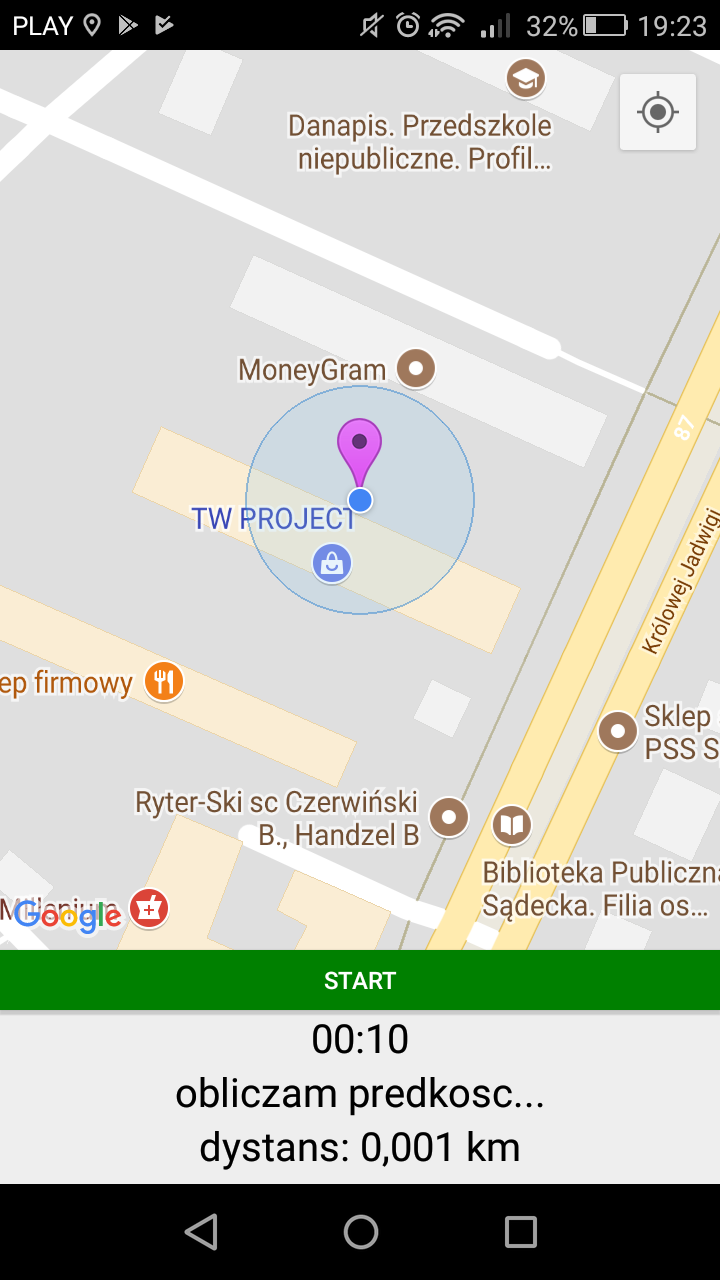 PLAY 32% 19:23
Danapis. Przedszkole
niepubliczne. Profil...
MoneyGram
87
TW PROJECT
Królowej Jadwigi
ep firmowy
Sklep
PSS S
Ryter-Ski sc Czerwiński
B., Handzel B
Biblioteka Publiczna
Sądecka. Filia os...
Milenium
Google
START
00:10
obliczam predkosc...
dystans: 0,001 km